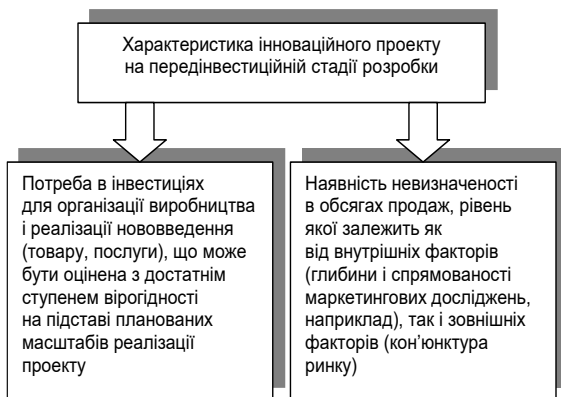 Характеристика інноваційного проекту
на передінвестиційній стадії розробки
Потреба в інвестиціях
для організації виробництва
і реалізації нововведення
(товару, послуги), що може
бути оцінена з достатнім
ступенем вірогідності
на підставі планованих
масштабів реалізації
проекту
Наявність невизначеності
в обсягах продаж, рівень
якої залежить як
від внутрішніх факторів
(глибини і спрямованості
маркетингових досліджень,
наприклад), так і зовнішніх
факторів (кон’юнктура
ринку)